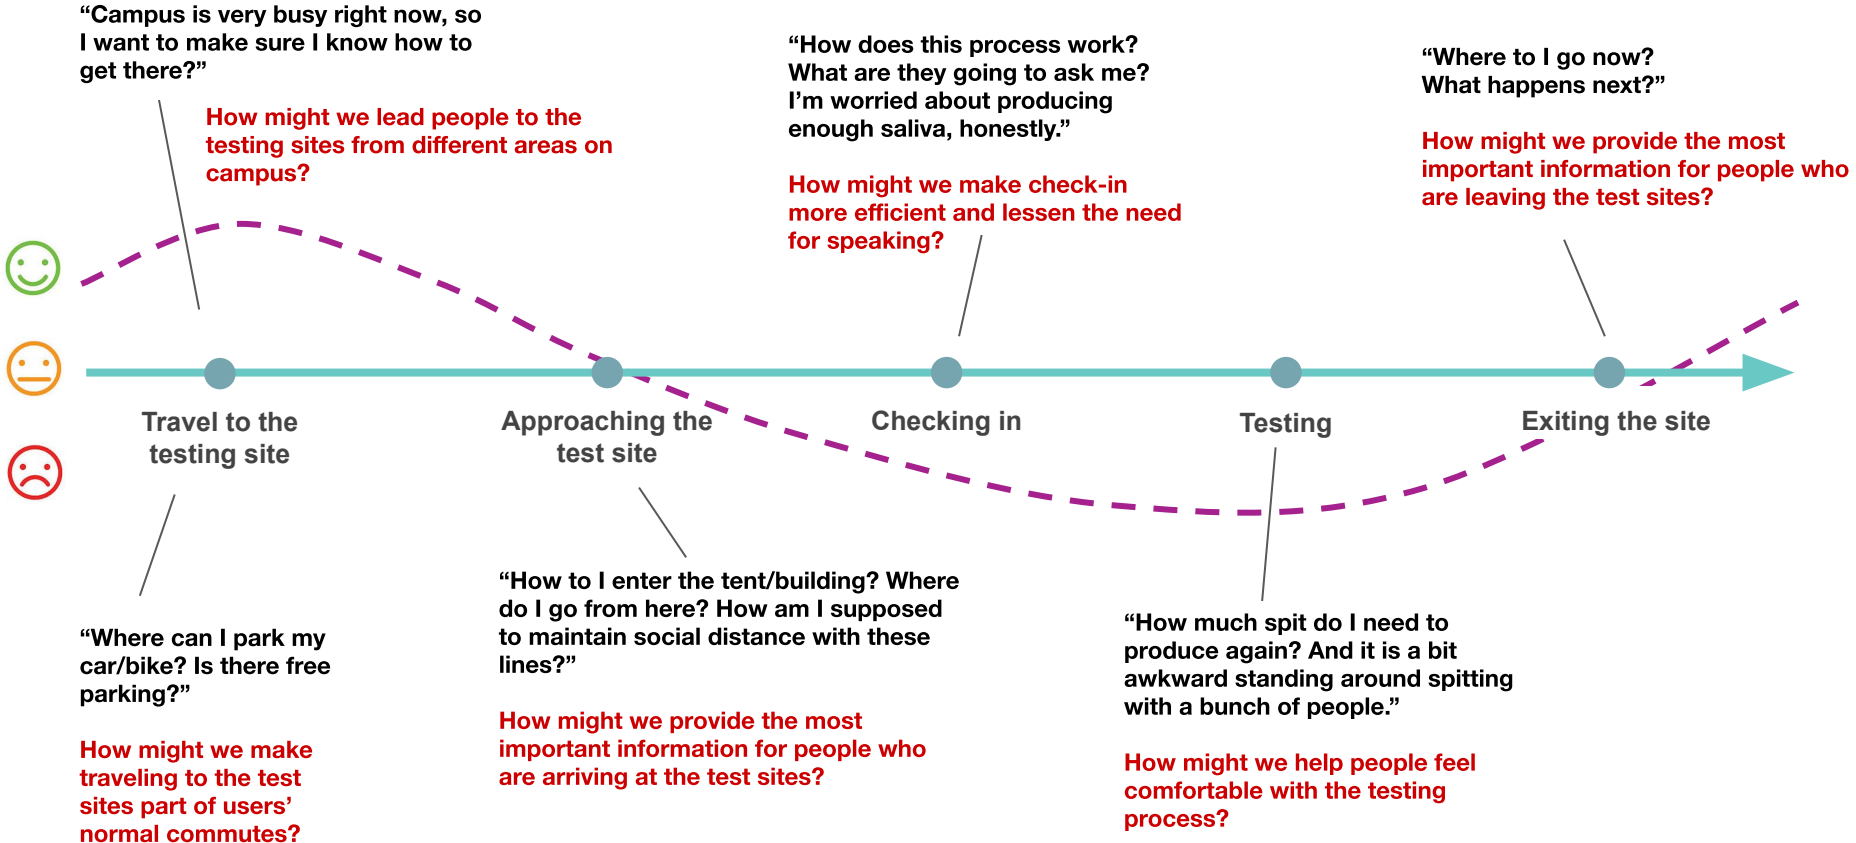 “Campus is very busy right now, so
I want to make sure I know how to
get there?”
How might we lead people to the
testing sites from different areas on
campus?
“How does this process work?
What are they going to ask me?
I’m worried about producing
enough saliva, honestly.”
How might we make check-in
more efficient and lessen the need
for speaking?
“Where to I go now?
What happens next?”
How might we provide the most
important information for people who
are leaving the test sites?
Travel to the
testing site
Approaching the
test site
Checking in
Testing
Exiting the site
“Where can I park my
car/bike? Is there free
parking?”
How might we make
traveling to the test
sites part of users’
normal commutes?
“How to I enter the tent/building? Where
do I go from here? How am I supposed
to maintain social distance with these
lines?”
How might we provide the most
important information for people who
are arriving at the test sites?
“How much spit do I need to
produce again? And it is a bit
awkward standing around spitting
with a bunch of people.”
How might we help people feel
comfortable with the testing
process?